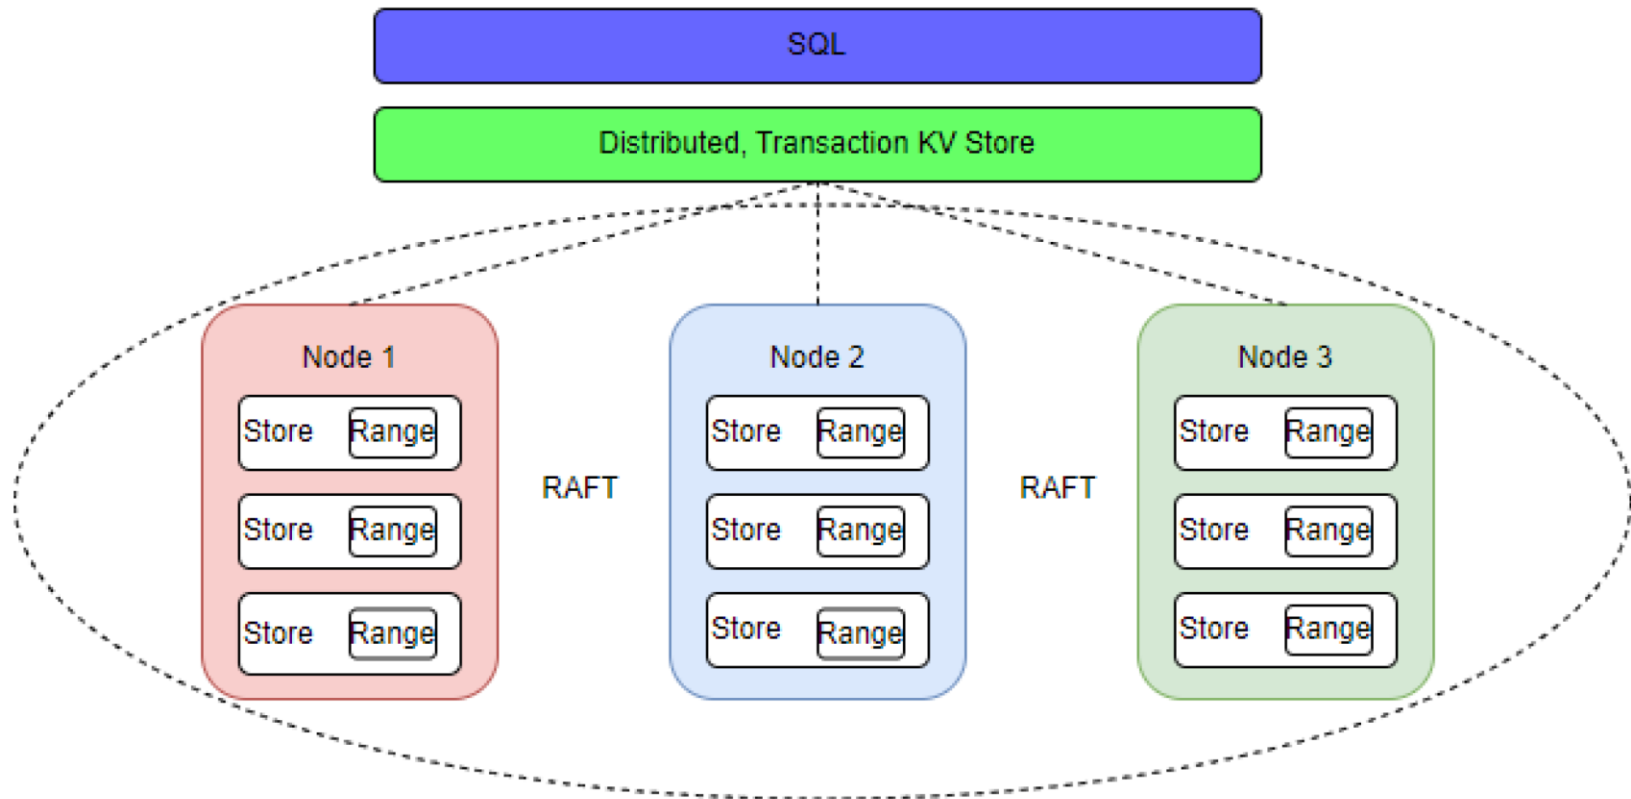 SQL
Distributed, Transaction KV Store
Node 1
Node 2
Node 3
Store Range
Store Range
Store Range
RAFT
RAFT
Store Range
Store Range
Store Range
Store Range
Store Range
Store Range